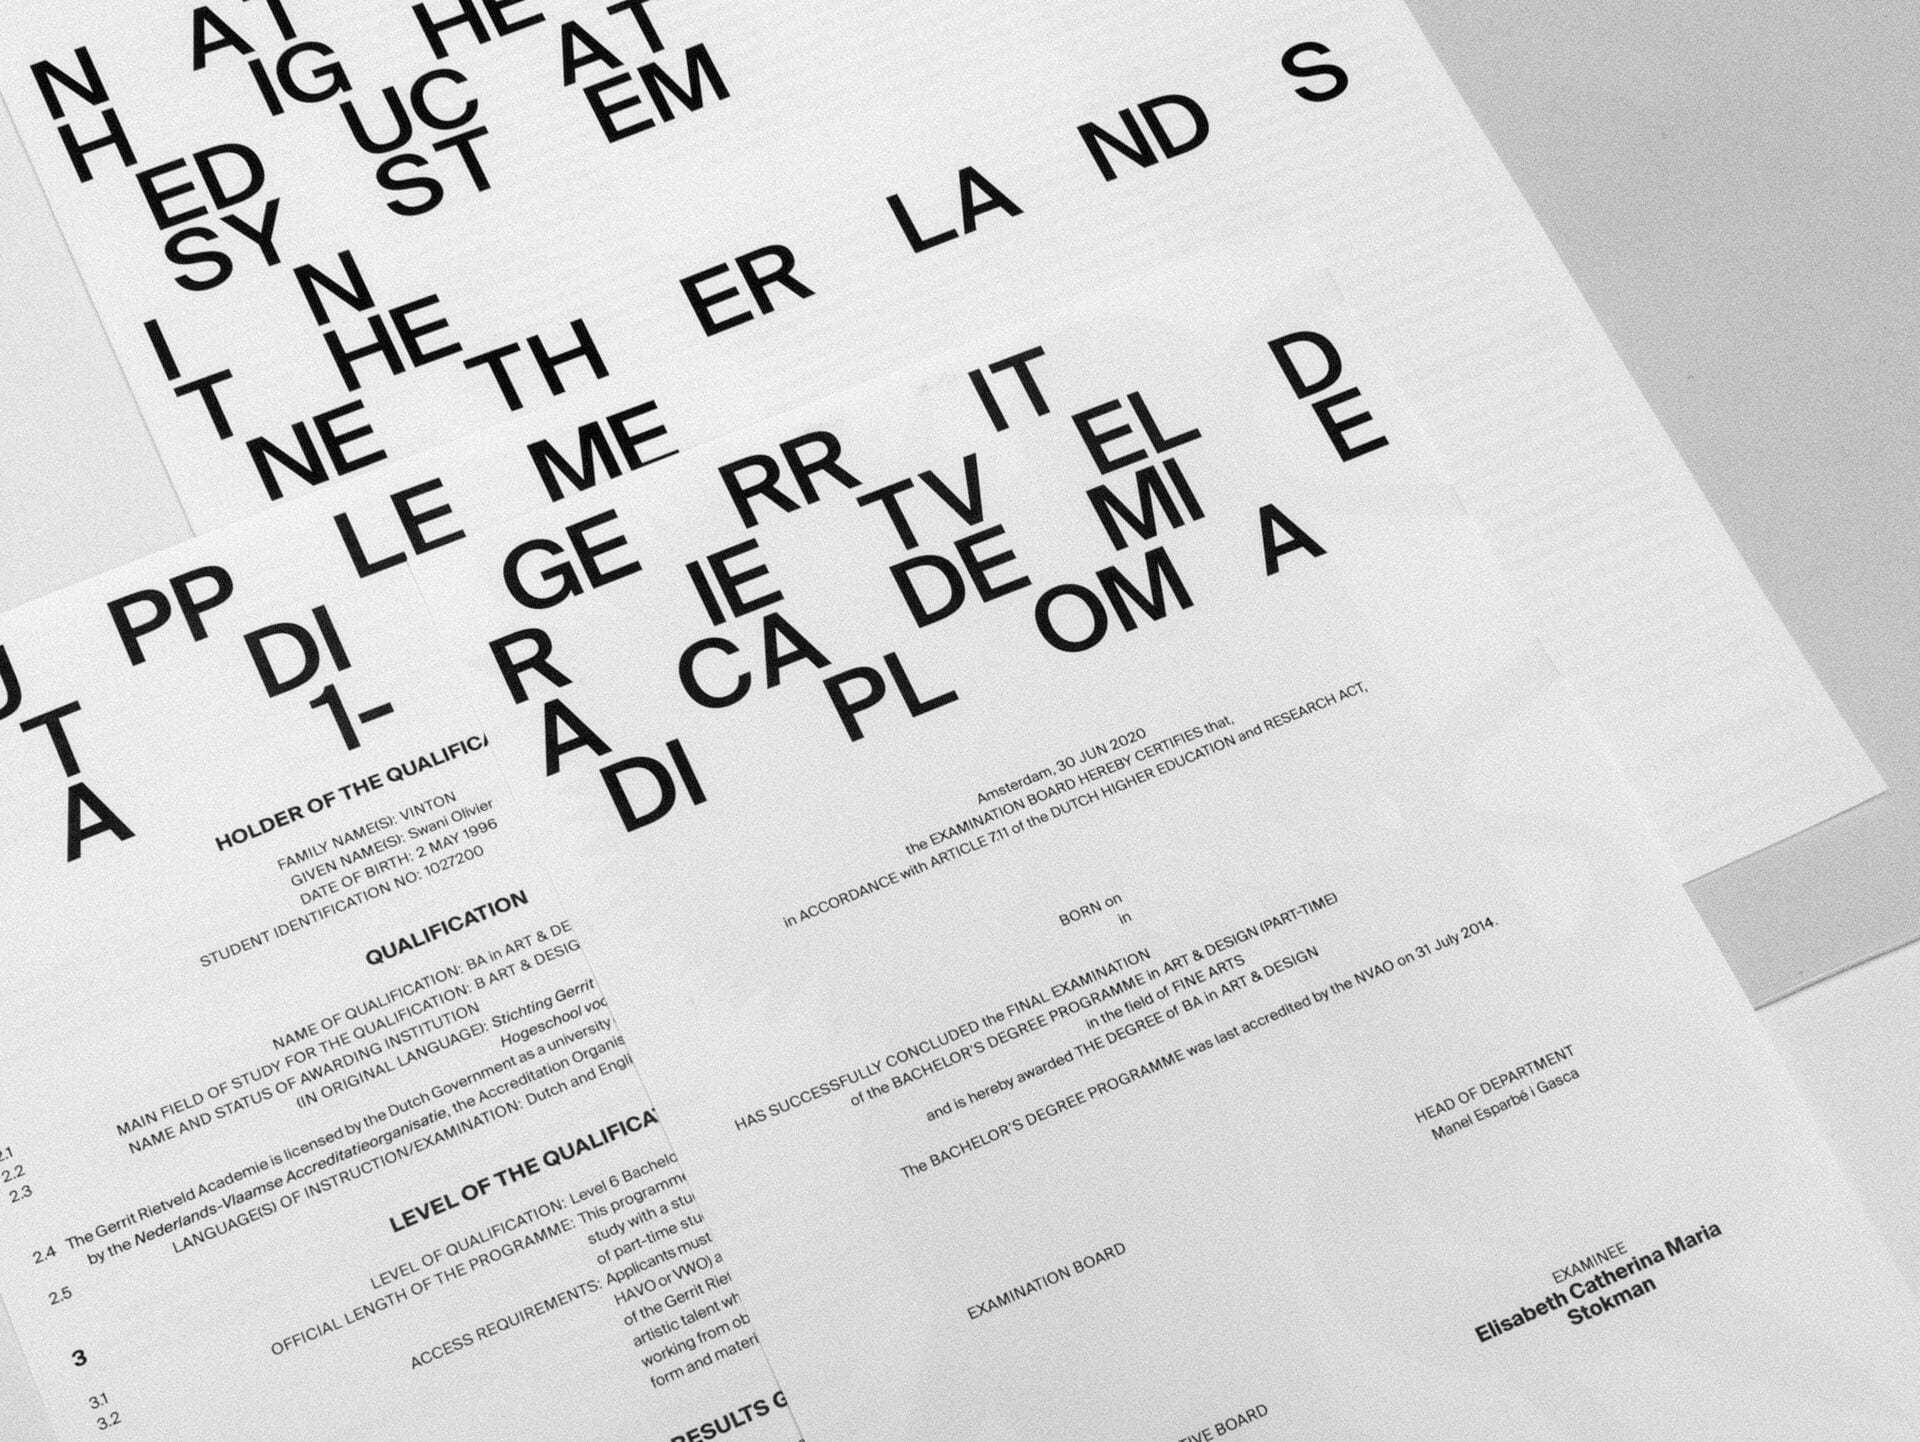 N AT
H IG HE
ED UC AT
SY ST EM
I N
T HE
NE TH ER LA ND S
U PP LE ME
T DI
A 1-
HOLDER OF THE QUALIFICA
FAMILY NAME(S): VINTON
GIVEN NAME(S): Swani Olivier
DATE OF BIRTH: 2 MAY 1996
STUDENT IDENTIFICATION NO: 1027200
QUALIFICATION
2.1 NAME OF QUALIFICATION: BA in ART & DE
2.2 MAIN FIELD OF STUDY FOR THE QUALIFICATION: B ART & DESIG
2.3 NAME AND STATUS OF AWARDING INSTITUTION
(IN ORIGINAL LANGUAGE): Stichting Gerrit
Hogeschool voo
2.4 The Gerrit Rietveld Academie is licensed by the Dutch Government as a university
by the Nederlands-Vlaamse Accreditatieorganisatie, the Accreditation Organis
2.5 LANGUAGE(S) OF INSTRUCTION/EXAMINATION: Dutch and Engli
3 LEVEL OF THE QUALIFICAT
3.1 LEVEL OF QUALIFICATION: Level 6 Bachelo
3.2 OFFICIAL LENGTH OF THE PROGRAMME: This programme
study with a stu
of part-time stu
ACCESS REQUIREMENTS: Applicants must
HAVO or VWO) a
of the Gerrit Riet
artistic talent wh
working from ob
form and materi
RESULTS G
GE RR IT
R IE TV EL D
A CA DE MI E
DI PL OM A
Amsterdam, 30 JUN 2020
the EXAMINATION BOARD HEREBY CERTIFIES that,
in ACCORDANCE with ARTICLE 7.11 of the DUTCH HIGHER EDUCATION and RESEARCH ACT,
BORN on
in
HAS SUCCESSFULLY CONCLUDED the FINAL EXAMINATION
of the BACHELOR'S DEGREE PROGRAMME in ART & DESIGN (PART-TIME)
in the field of FINE ARTS
and is hereby awarded THE DEGREE of BA in ART & DESIGN
The BACHELOR'S DEGREE PROGRAMME was last accredited by the NVAO on 31 July 2014.
HEAD OF DEPARTMENT
Manel Esparbé i Gasca
EXAMINATION BOARD
EXAMINEE
Elisabeth Catherina Maria
Stokman
TIVE BOARD